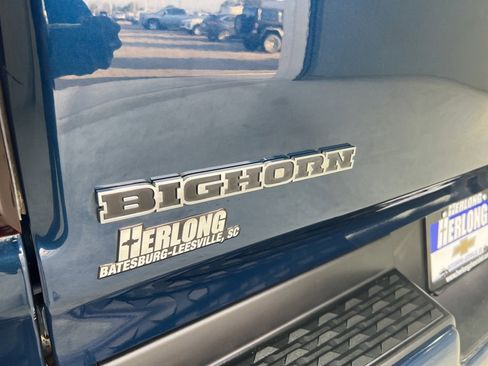 BIGHORN
HERLONG
BATESBURG-LEESVILLE, SC
HERLONG